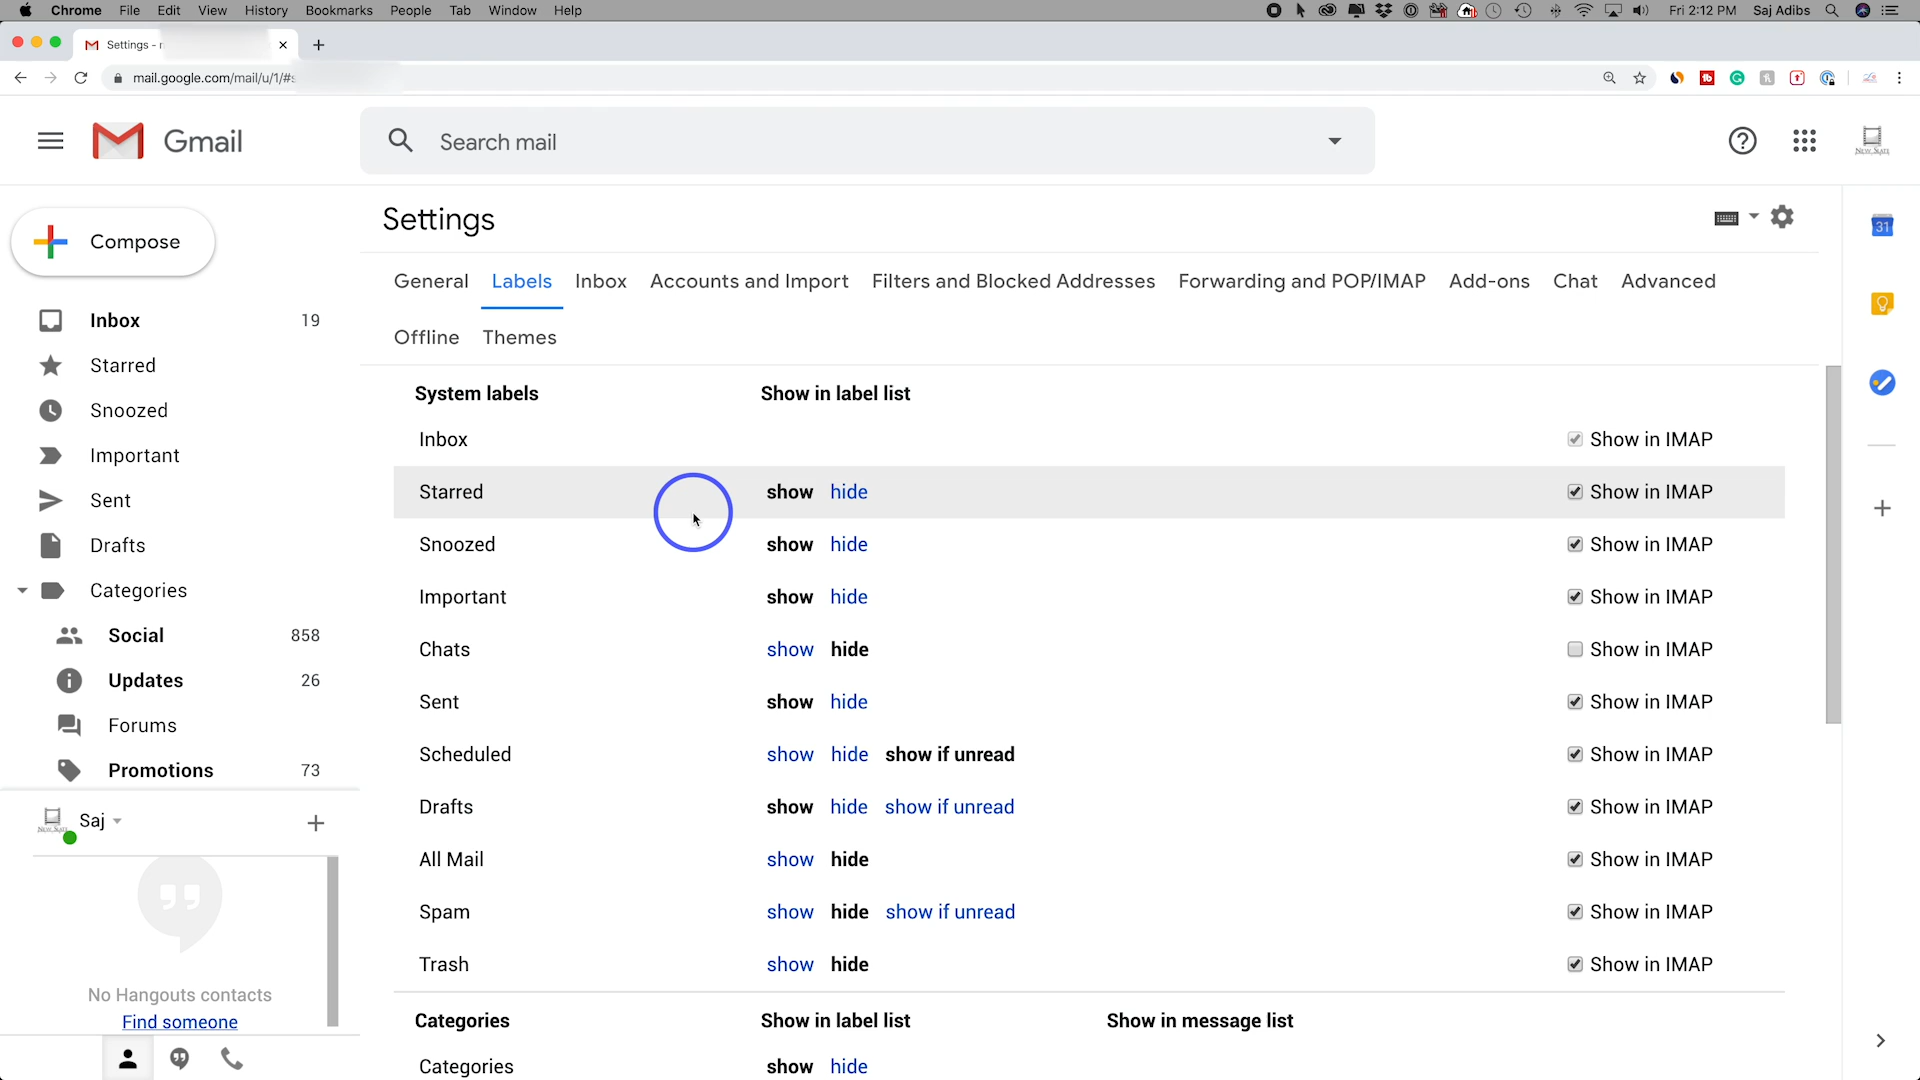 Chrome File Edit View History Bookmarks People Tab Window Help Fri 2:12 PM Saj Adibs
Settings -
mail.google.com/mail/u/1/#s
Gmail
Search mail
Compose
Settings
General Labels Inbox Accounts and Import Filters and Blocked Addresses Forwarding and POP/IMAP Add-ons Chat Advanced
Offline Themes
Inbox 19
Starred
Snoozed
Important
Sent
Drafts
Categories
Social 858
Updates 26
Forums
Promotions 73
Saj
No Hangouts contacts
Find someone
System labels Show in label list
Inbox Show in IMAP
Starred show hide Show in IMAP
Snoozed show hide Show in IMAP
Important show hide Show in IMAP
Chats show hide Show in IMAP
Sent show hide Show in IMAP
Scheduled show hide show if unread Show in IMAP
Drafts show hide show if unread Show in IMAP
All Mail show hide Show in IMAP
Spam show hide show if unread Show in IMAP
Trash show hide Show in IMAP
Categories Show in label list Show in message list
Categories show hide
31